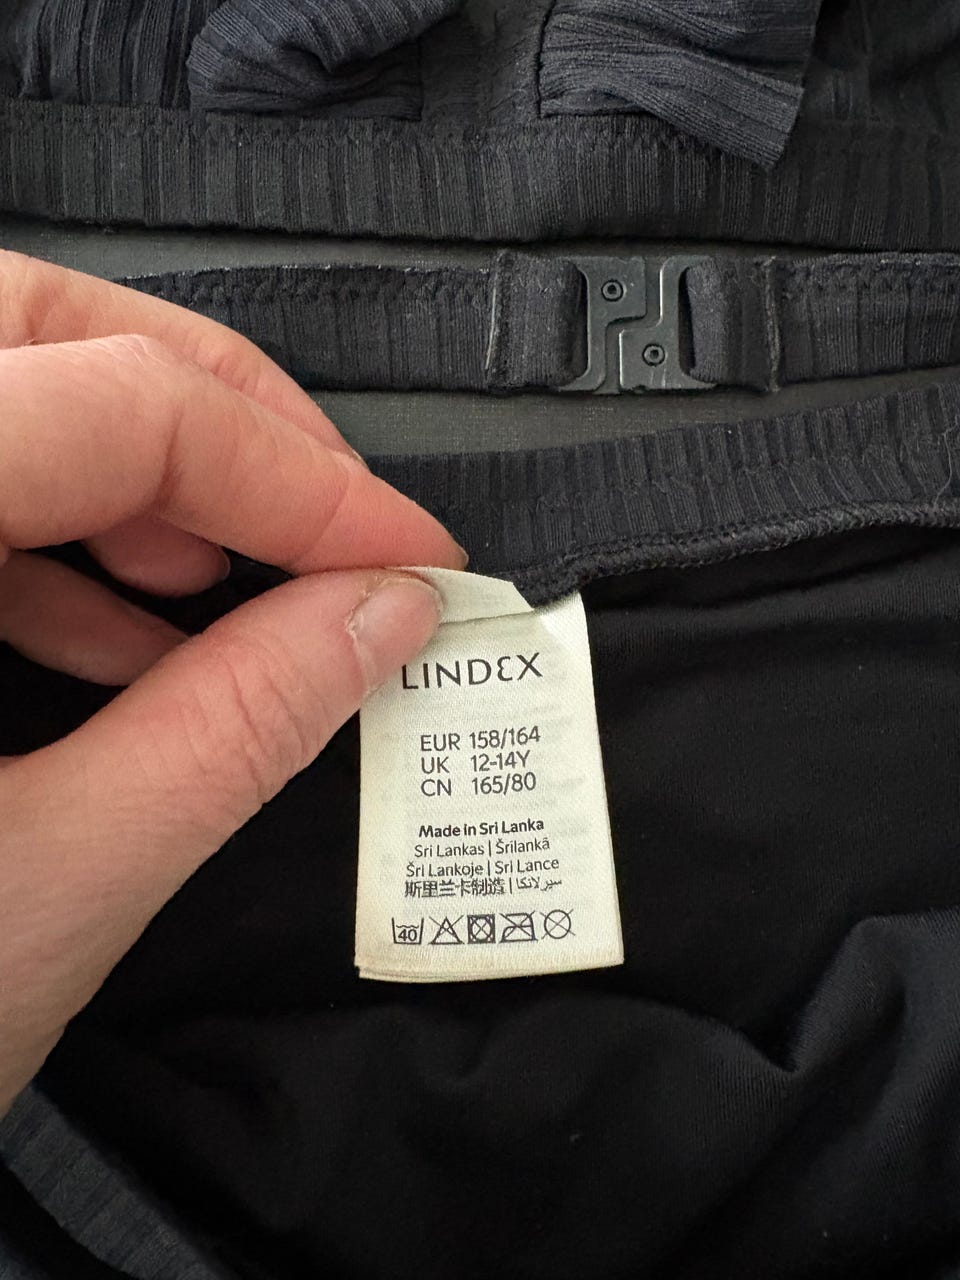 LINDEX
EUR 158/164
UK 12-14Y
CN 165/80
Made in Sri Lanka
Sri Lankas | Šrilankā
Šri Lankoje | Sri Lance
斯里兰卡制造 | سريلانكا
40